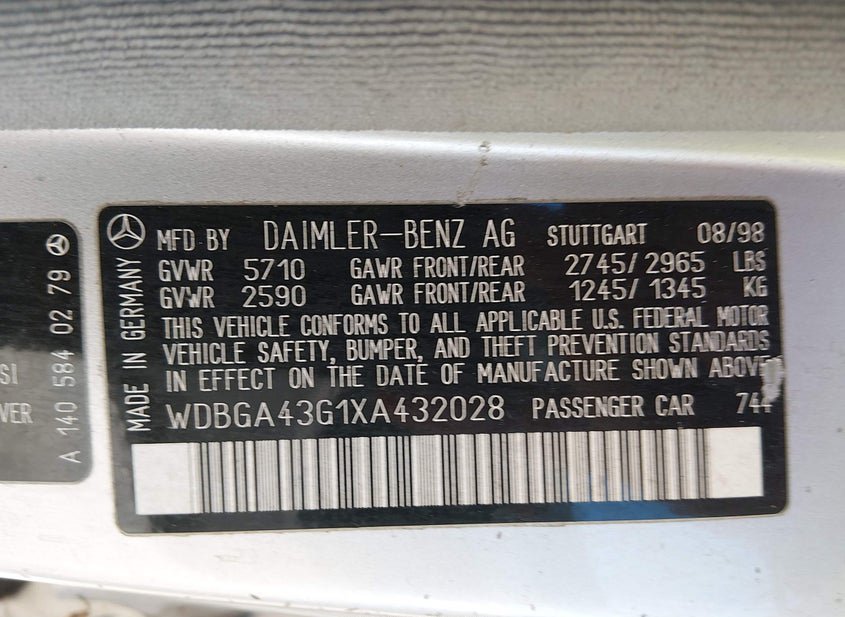 MADE IN GERMANY
MFD BY DAIMLER-BENZ AG STUTTGART 08/98
GVWR 5710 GAWR FRONT/REAR 2745/2965 LBS
GVWR 2590 GAWR FRONT/REAR 1245/1345 KG
THIS VEHICLE CONFORMS TO ALL APPLICABLE U.S. FEDERAL MOTOR
VEHICLE SAFETY, BUMPER, AND THEFT PREVENTION STANDARDS
IN EFFECT ON THE DATE OF MANUFACTURE SHOWN ABOVE
WDBGA43G1XA432028 PASSENGER CAR 744
A 140 584 02 79
SI
VER